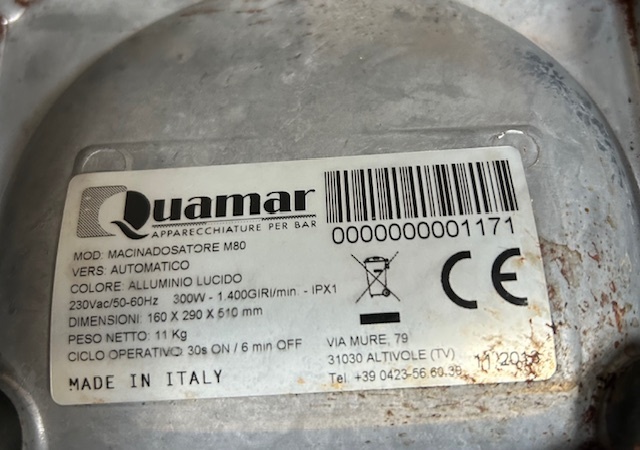 Quamar
APPARECCHIATURE PER BAR
0000000001171
MOD: MACINADOSATORE M80
VERS: AUTOMATICO
COLORE: ALLUMINIO LUCIDO
230Vac/50-60Hz 300W - 1.400GIRI/min. - IPX1
DIMENSIONI: 160 X 290 X 510 mm
PESO NETTO: 11 Kg
CICLO OPERATIVO: 30s ON / 6 min OFF
MADE IN ITALY
CE
VIA MURE, 79
31030 ALTIVOLE (TV)
Tel. +39 0423-56.60.38